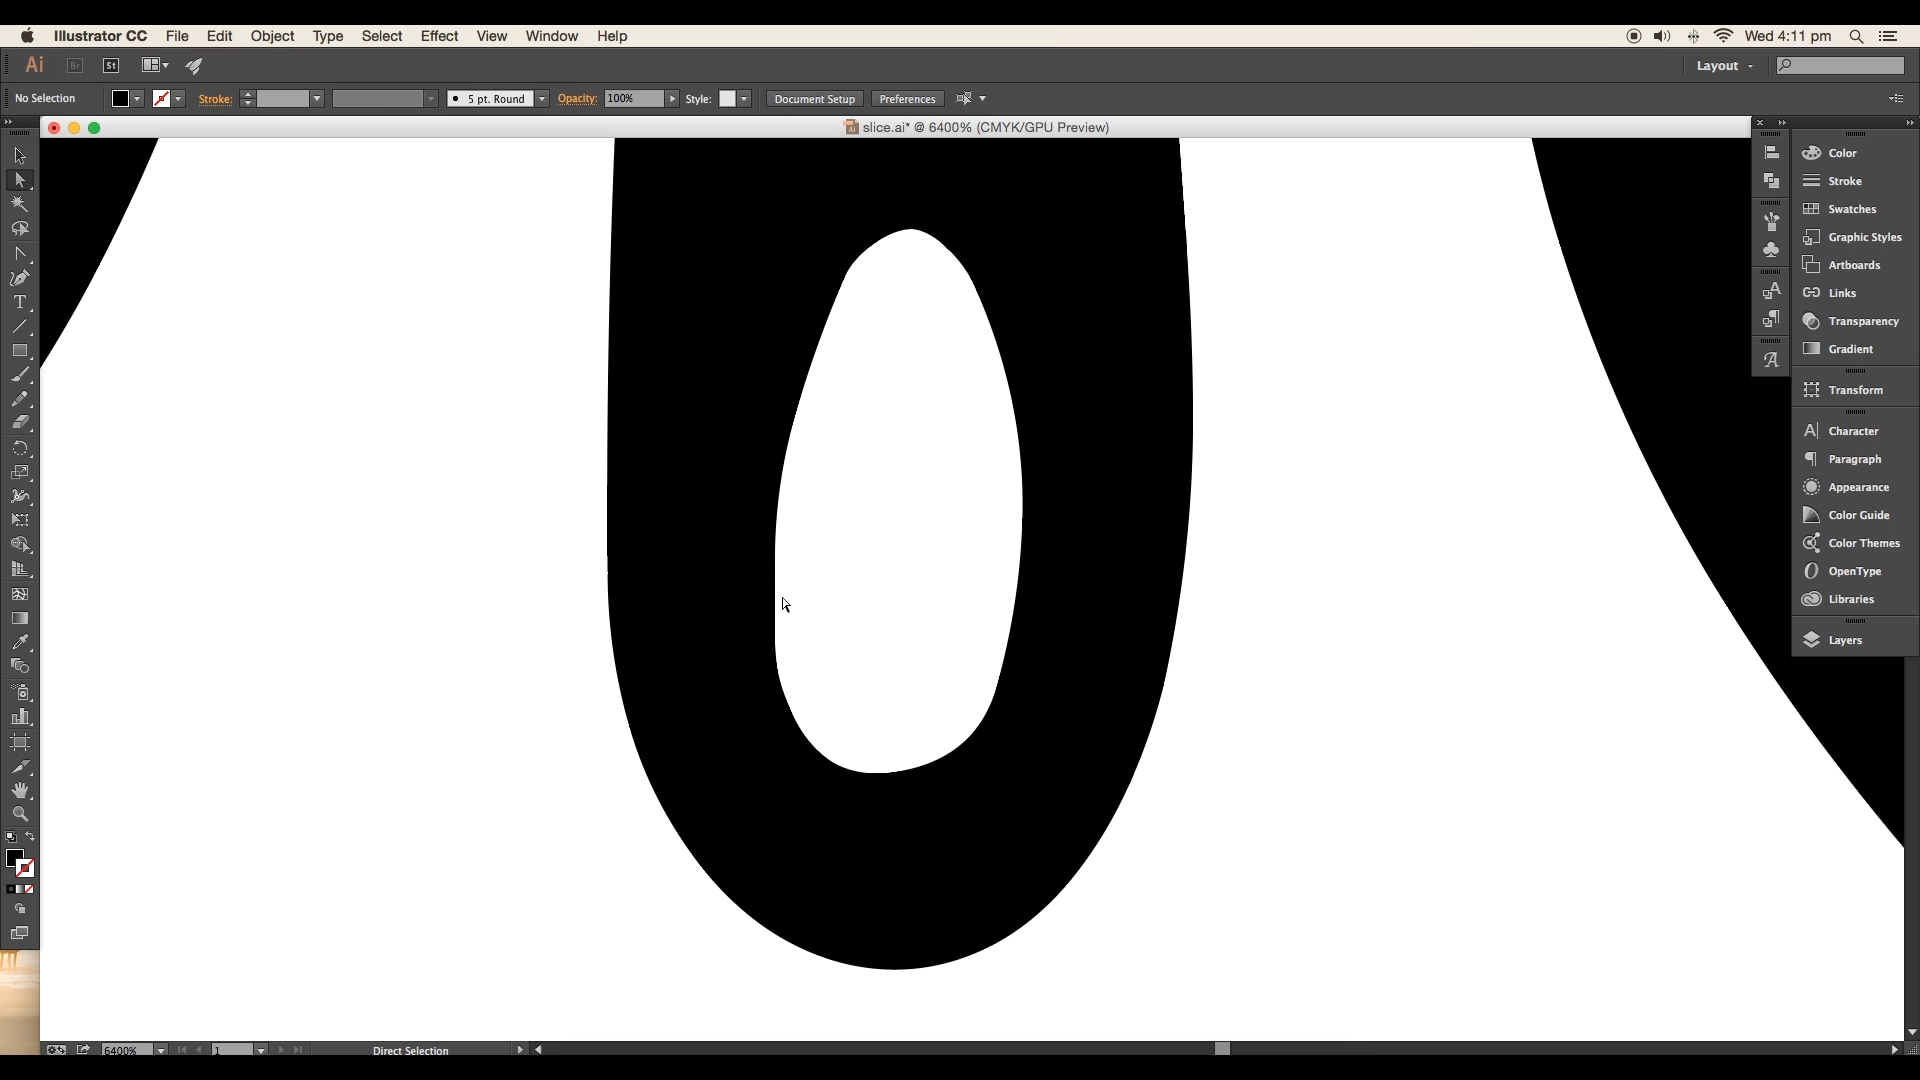 Illustrator CC File Edit Object Type Select Effect View Window Help Wed 4:11 pm
Ai Br St Layout
No Selection Stroke: 5 pt. Round Opacity: 100% Style: Document Setup Preferences
slice.ai* @ 6400% (CMYK/GPU Preview)
Color
Stroke
Swatches
Graphic Styles
Artboards
Links
Transparency
Gradient
Transform
Character
Paragraph
Appearance
Color Guide
Color Themes
OpenType
Libraries
Layers
6400% 1 Direct Selection